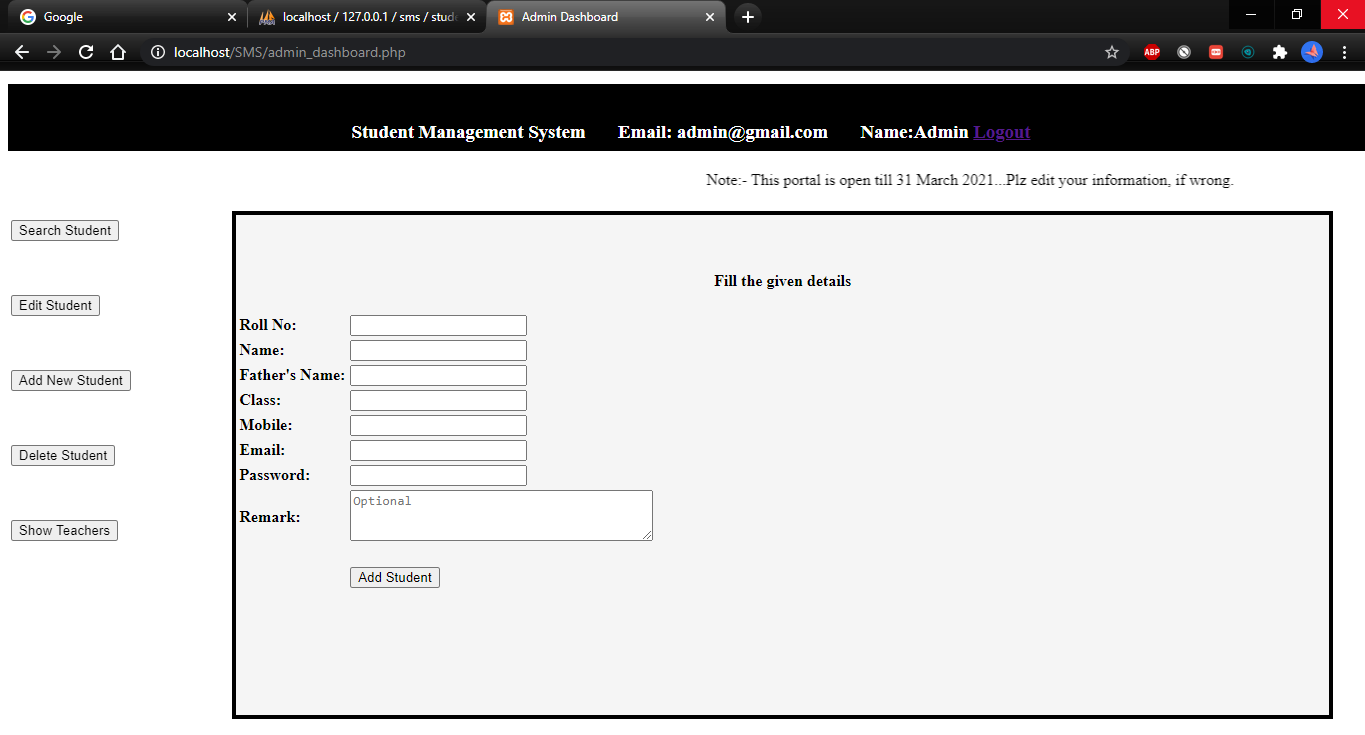 Google
localhost / 127.0.0.1 / sms / stude
Admin Dashboard
localhost/SMS/admin_dashboard.php
ABP
Student Management System Email: admin@gmail.com Name:Admin Logout
Note:- This portal is open till 31 March 2021...Plz edit your information, if wrong.
Search Student
Edit Student
Add New Student
Delete Student
Show Teachers
Fill the given details
Roll No:
Name:
Father's Name:
Class:
Mobile:
Email:
Password:
Remark: Optional
Add Student